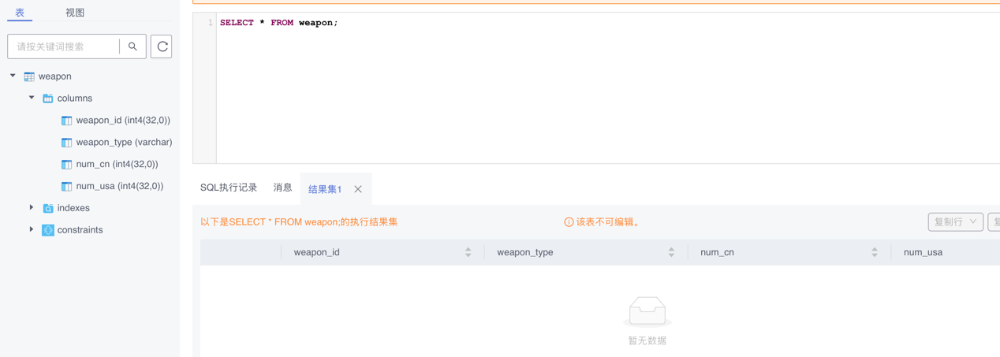 表 视图
请按关键词搜索
weapon
columns
weapon_id (int4(32,0))
weapon_type (varchar)
num_cn (int4(32,0))
num_usa (int4(32,0))
indexes
constraints
1 SELECT * FROM weapon;
SQL执行记录 消息 结果集1
以下是SELECT * FROM weapon;的执行结果集 该表不可编辑。 复制行
weapon_id weapon_type num_cn num_usa
暂无数据